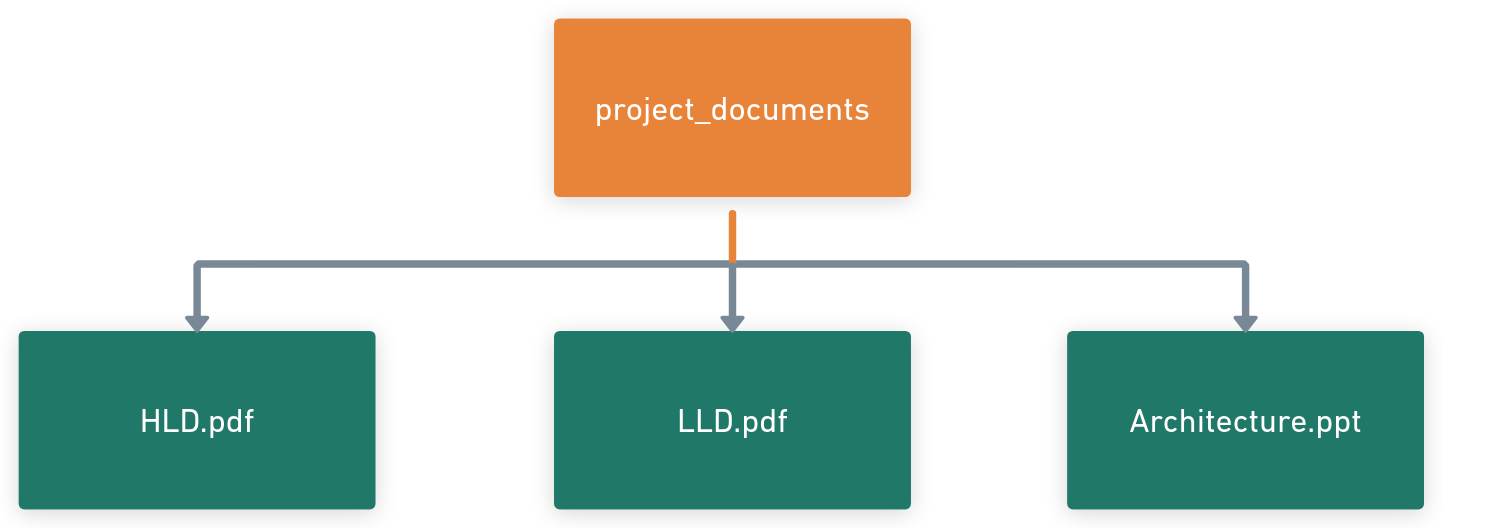 project_documents
HLD.pdf
LLD.pdf
Architecture.ppt